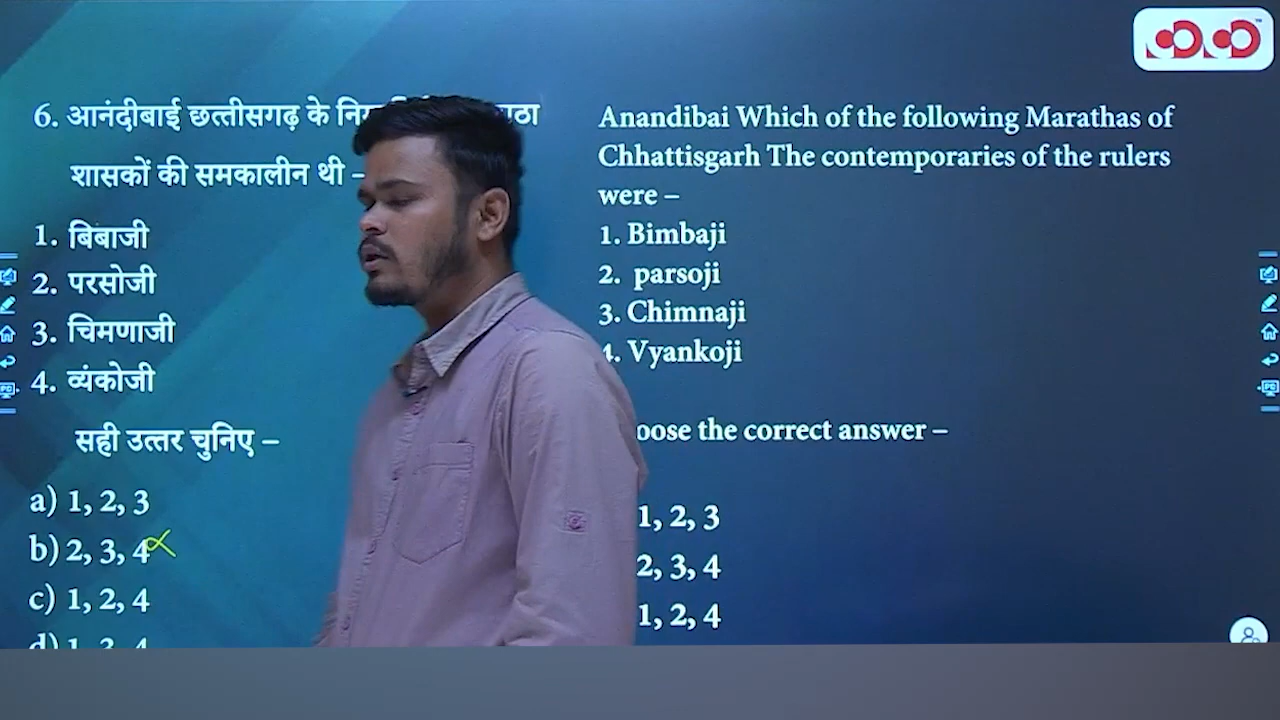 6. आनंदीबाई छत्तीसगढ़ के
शासकों की समकालीन थी –
1. बिंबाजी
2. परसोजी
3. चिमणाजी
4. व्यंकोजी
सही उत्तर चुनिए –
a) 1, 2, 3
b) 2, 3, 4
c) 1, 2, 4
d) 1, 3, 4
Anandibai Which of the following Marathas of
Chhattisgarh The contemporaries of the rulers
were –
1. Bimbaji
2. parsoji
3. Chimnaji
4. Vyankoji
the correct answer –
1, 2, 3
2, 3, 4
1, 2, 4